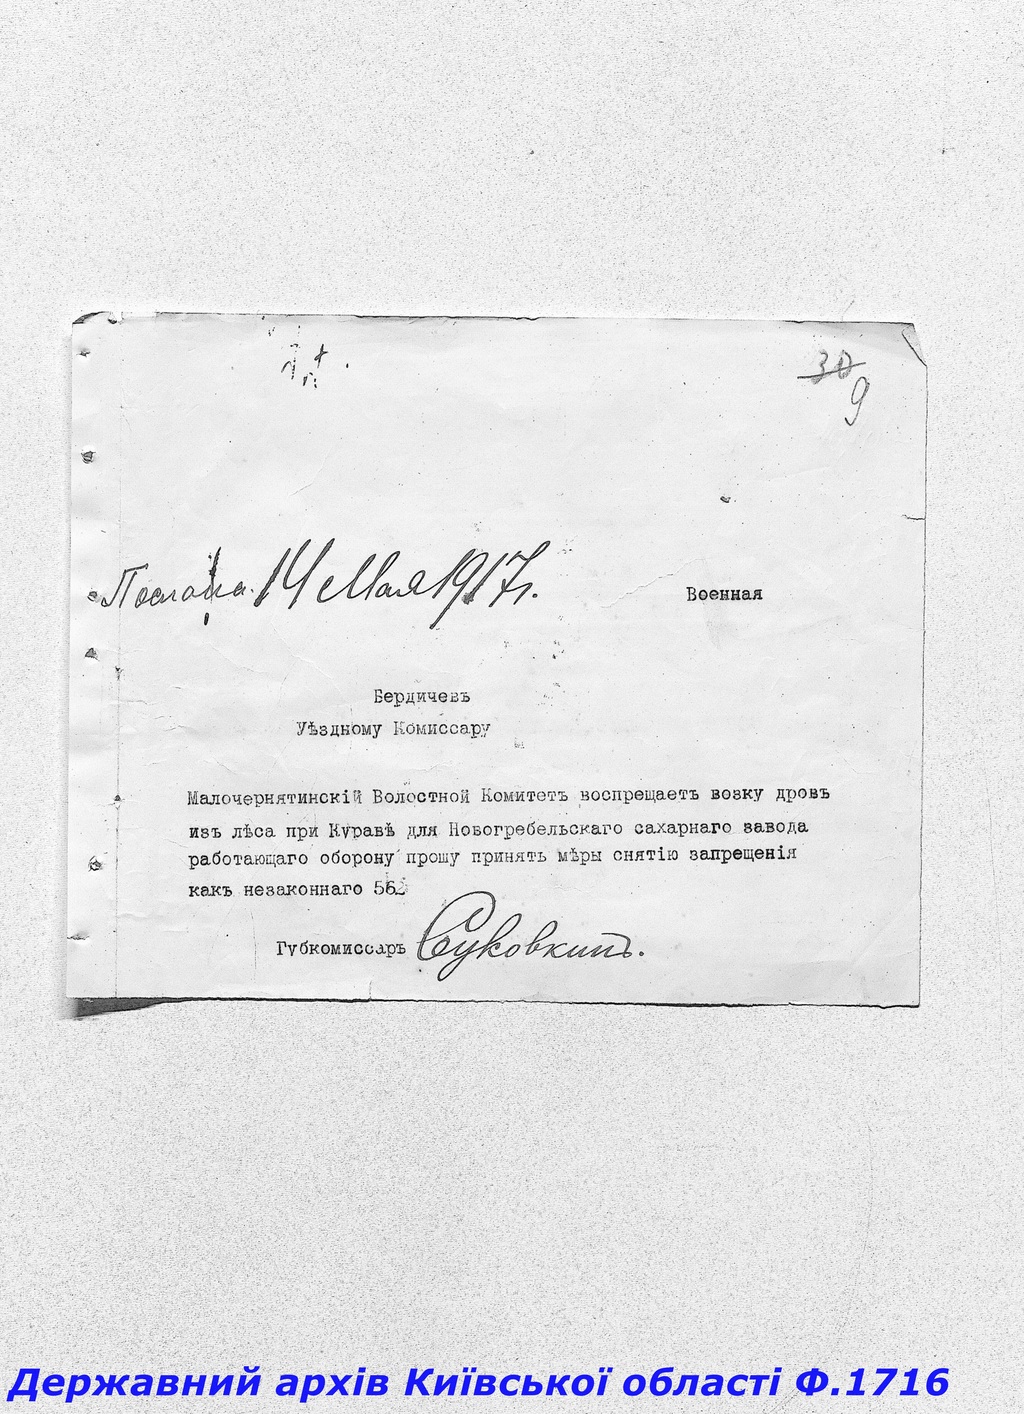 30
9
Послана. 14 Мая 1917 г.
Военная
Бердичевъ
Уѣздному Комиссару
Малочернятинскій Волостной Комитетъ воспрещаетъ возку дровъ
изъ лѣса при Куравѣ для Новогребельскаго сахарнаго завода
работающаго оборону прошу принять мѣры снятію запрещенія
какъ незаконнаго 562
Губкомиссаръ Суковкинъ.
Державний архів Київської області Ф.1716